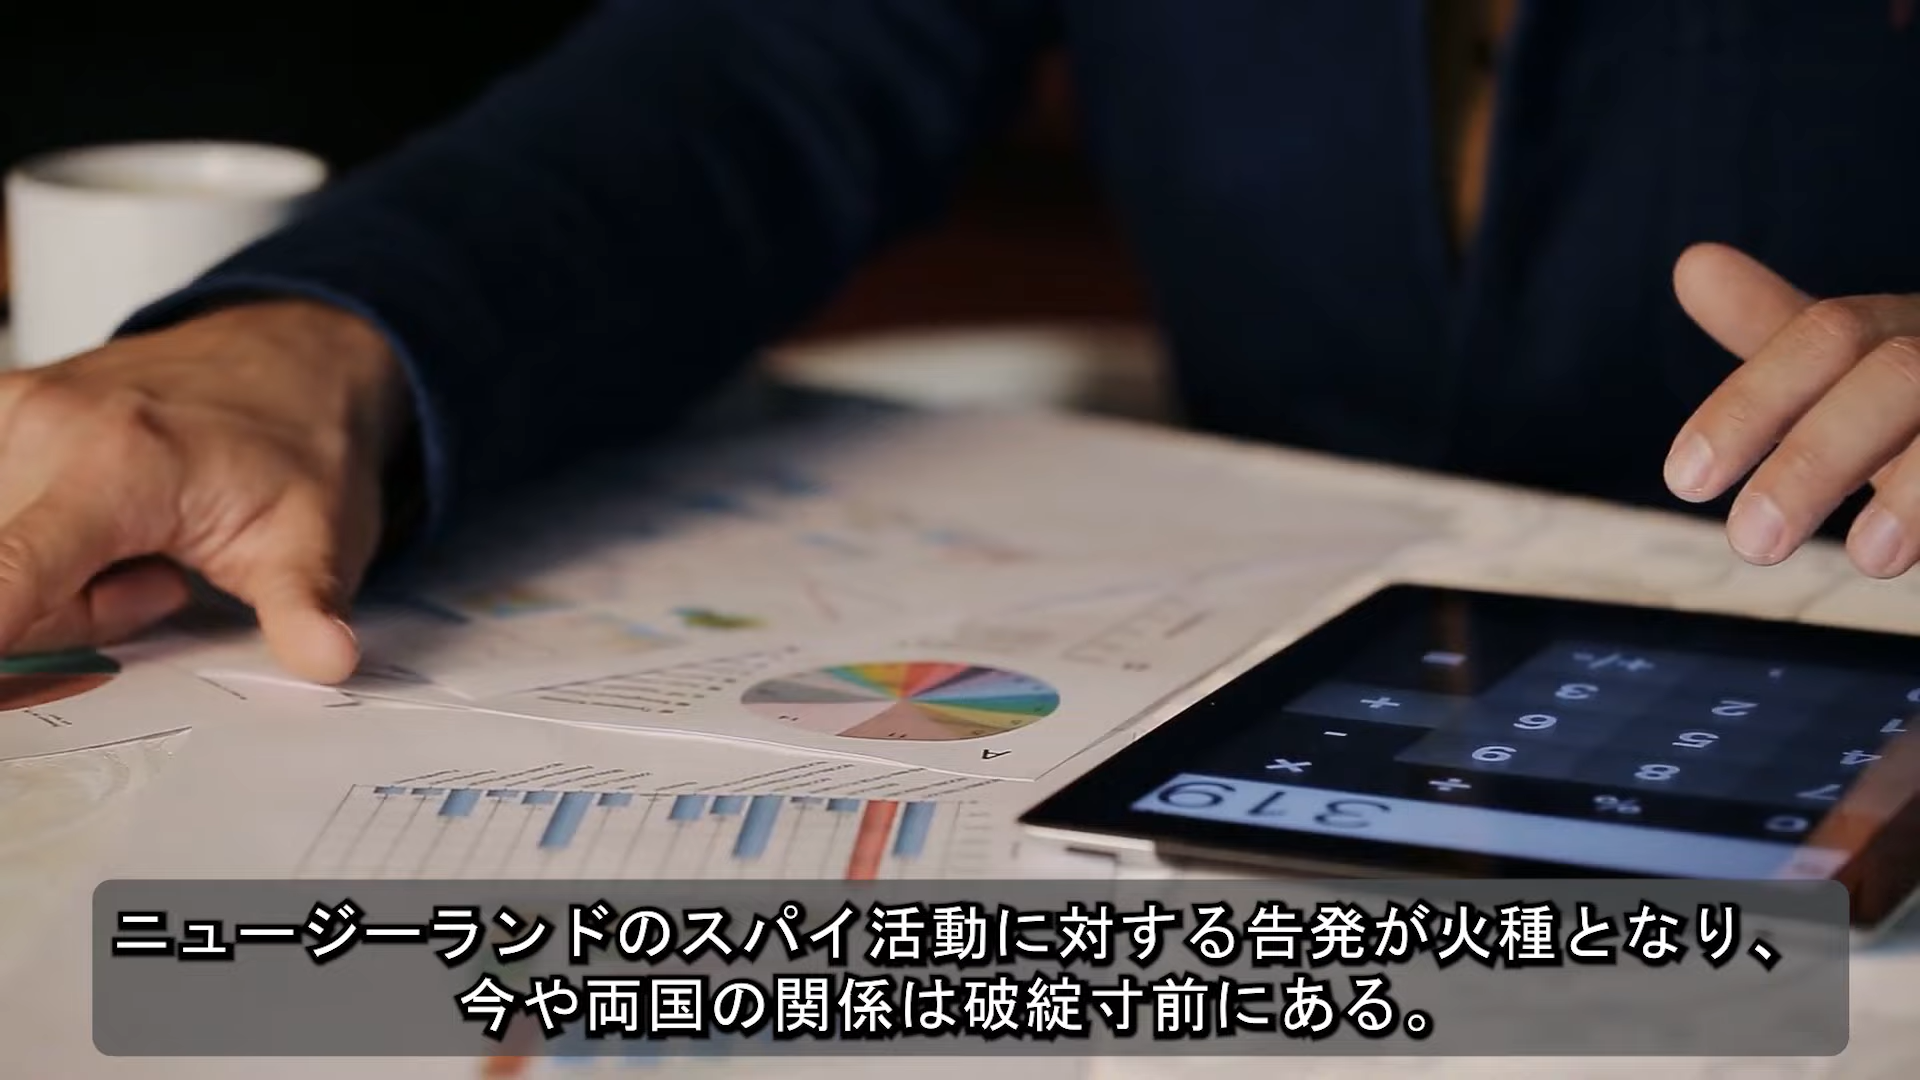 319
ニュージーランドのスパイ活動に対する告発が火種となり、
今や両国の関係は破綻寸前にある。